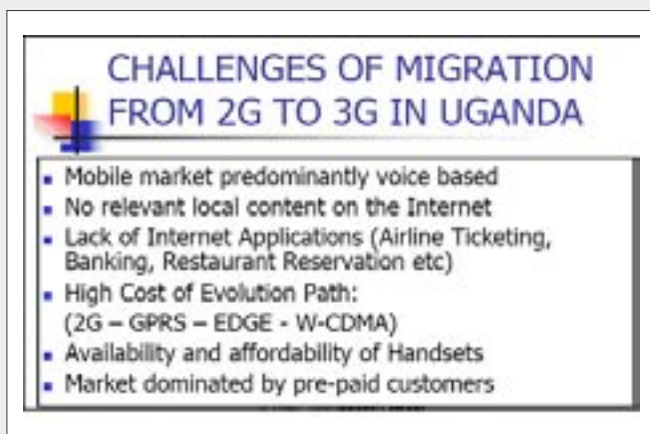 CHALLENGES OF MIGRATION
FROM 2G TO 3G IN UGANDA
Mobile market predominantly voice based
No relevant local content on the Internet
Lack of Internet Applications (Airline Ticketing,
Banking, Restaurant Reservation etc)
High Cost of Evolution Path:
(2G – GPRS – EDGE - W-CDMA)
Availability and affordability of Handsets
Market dominated by pre-paid customers